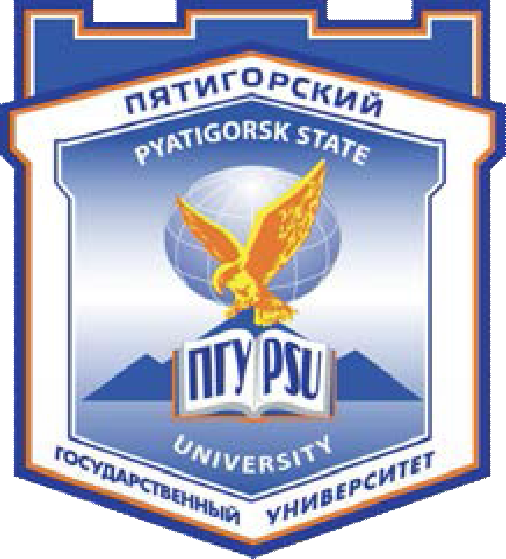 ПЯТИГОРСКИЙ
PYATIGORSK STATE
ПГУ PSU
UNIVERSITY
ГОСУДАРСТВЕННЫЙ УНИВЕРСИТЕТ